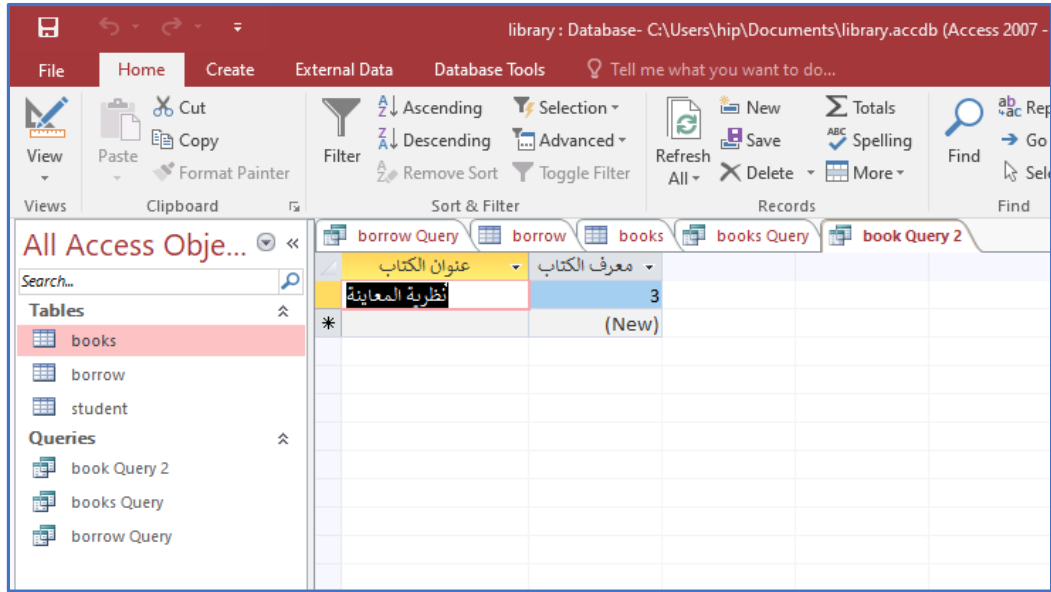 library : Database- C:\Users\hip\Documents\library.accdb (Access 2007 -
File Home Create External Data Database Tools Tell me what you want to do...
View
Views
Paste
Cut
Copy
Format Painter
Clipboard
Filter
Ascending
Descending
Remove Sort
Selection
Advanced
Toggle Filter
Sort & Filter
Refresh
All
New
Save
Delete
Totals
Spelling
More
Records
Find
Rep
Go
Sele
Find
All Access Obje...
Search...
Tables
books
borrow
student
Queries
book Query 2
books Query
borrow Query
borrow Query borrow books books Query book Query 2
عنوان الكتاب معرف الكتاب
نظرية المعاينة 3
(New)